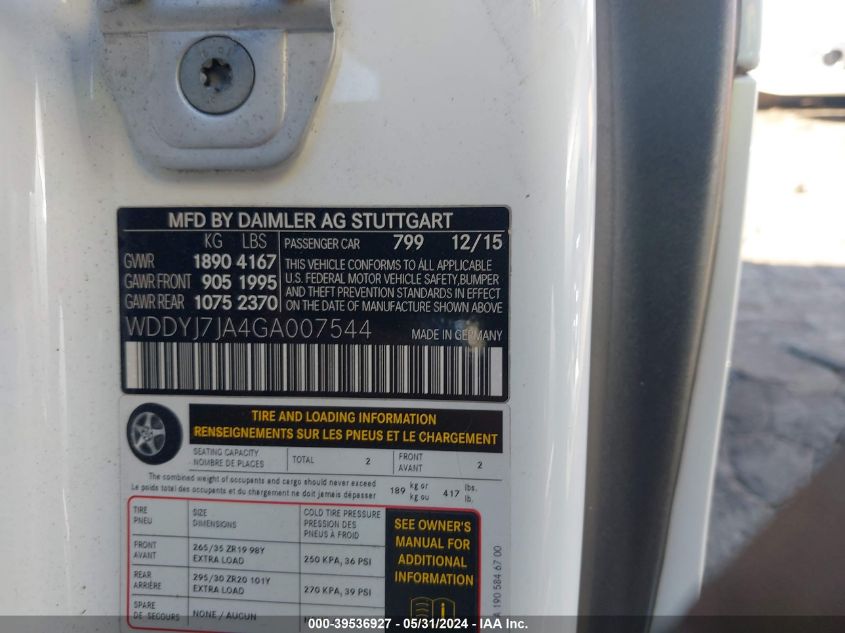 MFD BY DAIMLER AG STUTTGART
KG LBS
GVWR 1890 4167
GAWR FRONT 905 1995
GAWR REAR 1075 2370
PASSENGER CAR 799 12/15
THIS VEHICLE CONFORMS TO ALL APPLICABLE
U.S. FEDERAL MOTOR VEHICLE SAFETY, BUMPER
AND THEFT PREVENTION STANDARDS IN EFFECT
ON THE DATE OF MANUFACTURE SHOWN ABOVE
WDDYJ7JA4GA007544
MADE IN GERMANY
TIRE AND LOADING INFORMATION
RENSEIGNEMENTS SUR LES PNEUS ET LE CHARGEMENT
SEATING CAPACITY
NOMBRE DE PLACES
TOTAL 2
FRONT
AVANT 2
The combined weight of occupants and cargo should never exceed
Le poids total des occupants et du chargement ne doit jamais dépasser
189 kg or
kg ou
417 lbs.
lb.
TIRE
PNEU
SIZE
DIMENSIONS
COLD TIRE PRESSURE
PRESSION DES
PNEUS À FROID
FRONT
AVANT
265/35 ZR19 98Y
EXTRA LOAD
250 KPA, 36 PSI
REAR
ARRIÈRE
295/30 ZR20 101Y
EXTRA LOAD
270 KPA, 39 PSI
SPARE
DE SECOURS
NONE / AUCUN
SEE OWNER'S
MANUAL FOR
ADDITIONAL
INFORMATION
A 190 584 67 00
000-39536927 - 05/31/2024 - IAAI.com